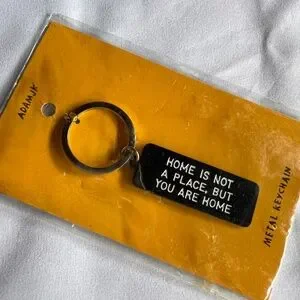 ADAMJK
HOME IS NOT
A PLACE, BUT
YOU ARE HOME
METAL KEYCHAIN